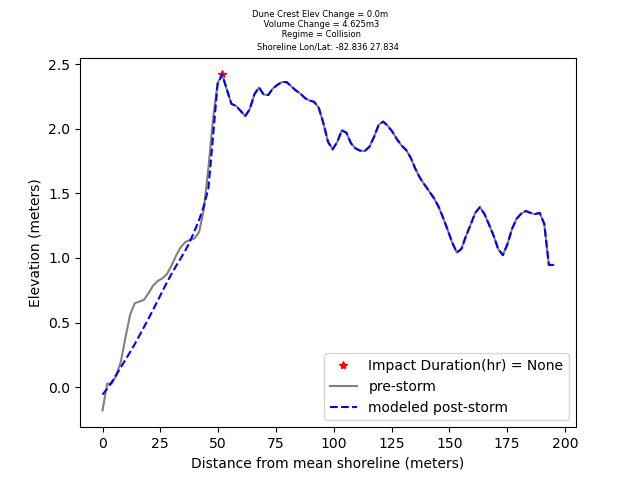 Dune Crest Elev Change = 0.0m
Volume Change = 4.625m3
Regime = Collision
Shoreline Lon/Lat: -82.836 27.834
2.5
2.0
1.5
1.0
0.5
0.0
Elevation (meters)
Impact Duration(hr) = None
pre-storm
modeled post-storm
0 25 50 75 100 125 150 175 200
Distance from mean shoreline (meters)